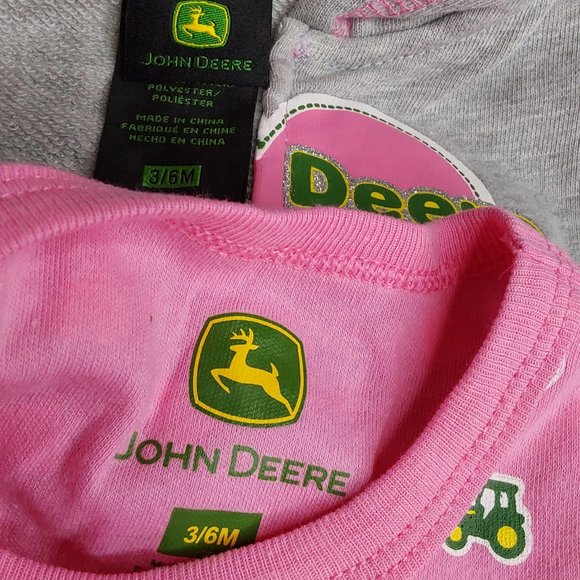 JOHN DEERE
POLYESTER/
POLIÉSTER
MADE IN CHINA
FABRIQUÉ EN CHINE
HECHO EN CHINA
3/6M
JOHN DEERE
3/6M